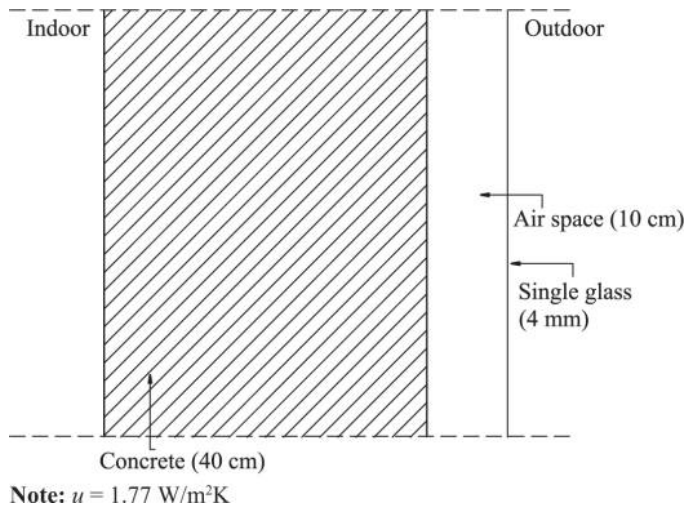 Indoor
Outdoor
Air space (10 cm)
Single glass
(4 mm)
Concrete (40 cm)
Note: u = 1.77 W/m²K